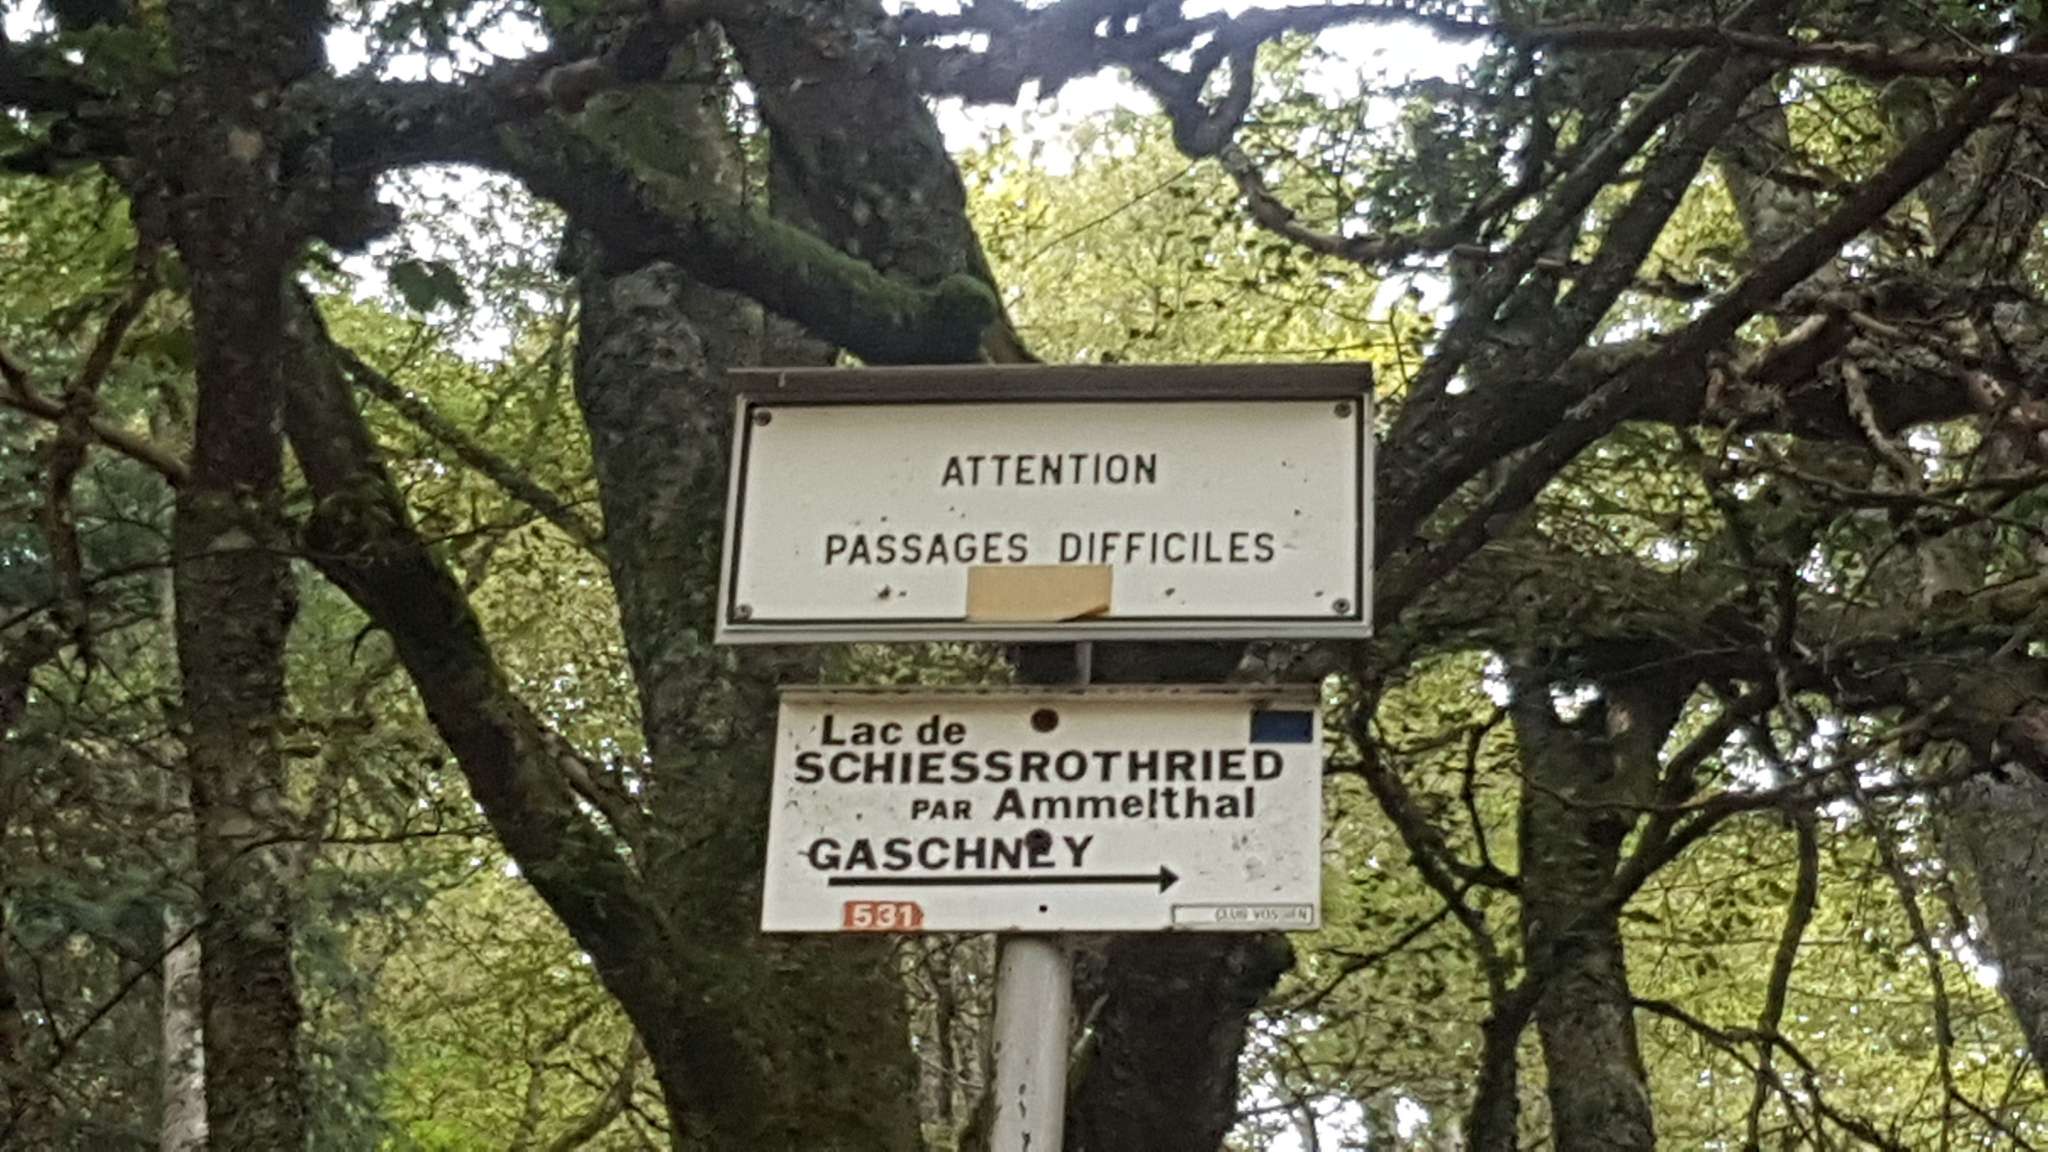 ATTENTION
PASSAGES DIFFICILES
Lac de
SCHIESSROTHRIED
PAR Ammelthal
GASCHNEY
531
CLUB VOSGIEN